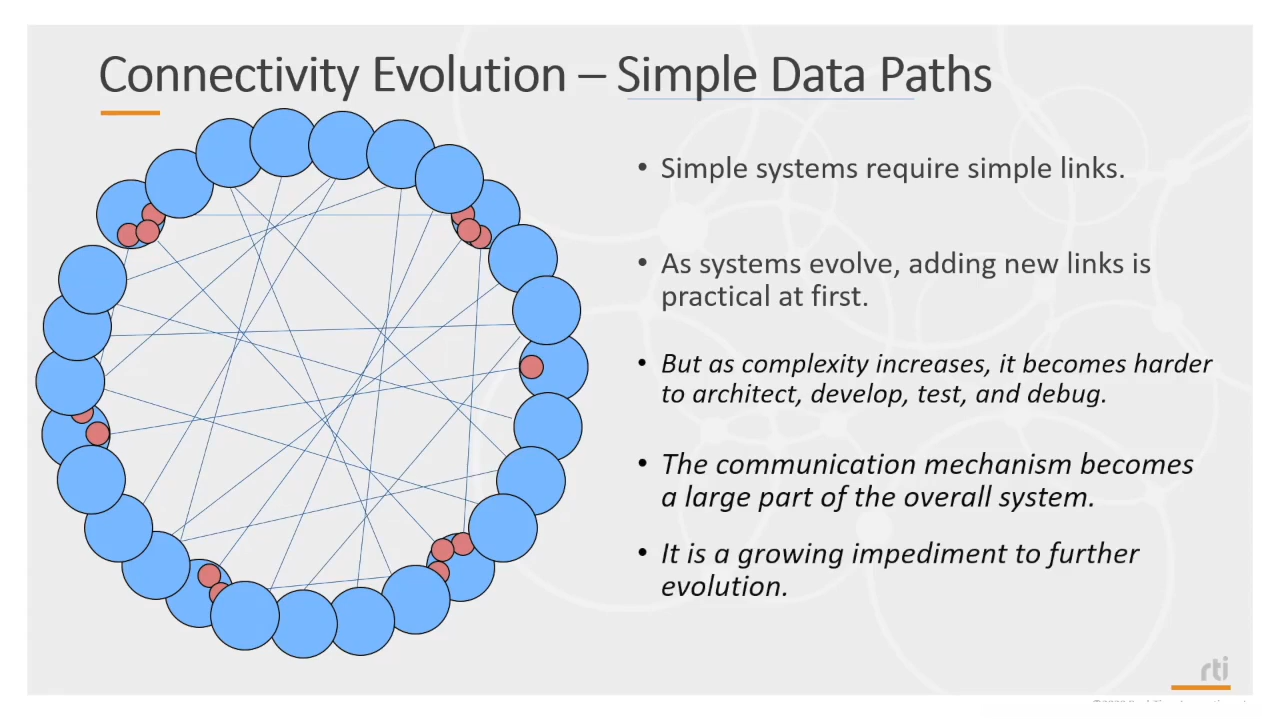 Connectivity Evolution – Simple Data Paths
• Simple systems require simple links.
• As systems evolve, adding new links is
practical at first.
• But as complexity increases, it becomes harder
to architect, develop, test, and debug.
• The communication mechanism becomes
a large part of the overall system.
• It is a growing impediment to further
evolution.
rti